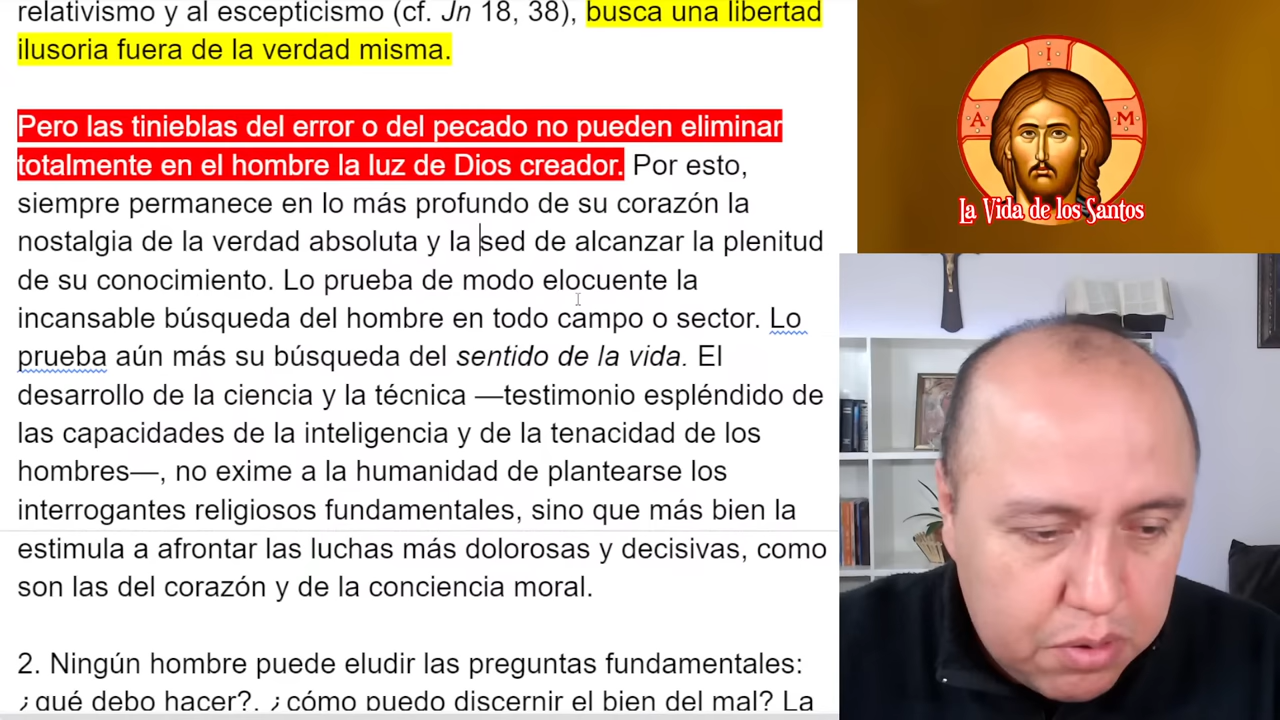 relativismo y al escepticismo (cf. Jn 18, 38), busca una libertad
ilusoria fuera de la verdad misma.
Pero las tinieblas del error o del pecado no pueden eliminar
totalmente en el hombre la luz de Dios creador. Por esto,
siempre permanece en lo más profundo de su corazón la
nostalgia de la verdad absoluta y la sed de alcanzar la plenitud
de su conocimiento. Lo prueba de modo elocuente la
incansable búsqueda del hombre en todo campo o sector. Lo
prueba aún más su búsqueda del sentido de la vida. El
desarrollo de la ciencia y la técnica —testimonio espléndido de
las capacidades de la inteligencia y de la tenacidad de los
hombres—, no exime a la humanidad de plantearse los
interrogantes religiosos fundamentales, sino que más bien la
estimula a afrontar las luchas más dolorosas y decisivas, como
son las del corazón y de la conciencia moral.
2. Ningún hombre puede eludir las preguntas fundamentales:
¿qué debo hacer?, ¿cómo puedo discernir el bien del mal? La
I
A M
La Vida de los Santos